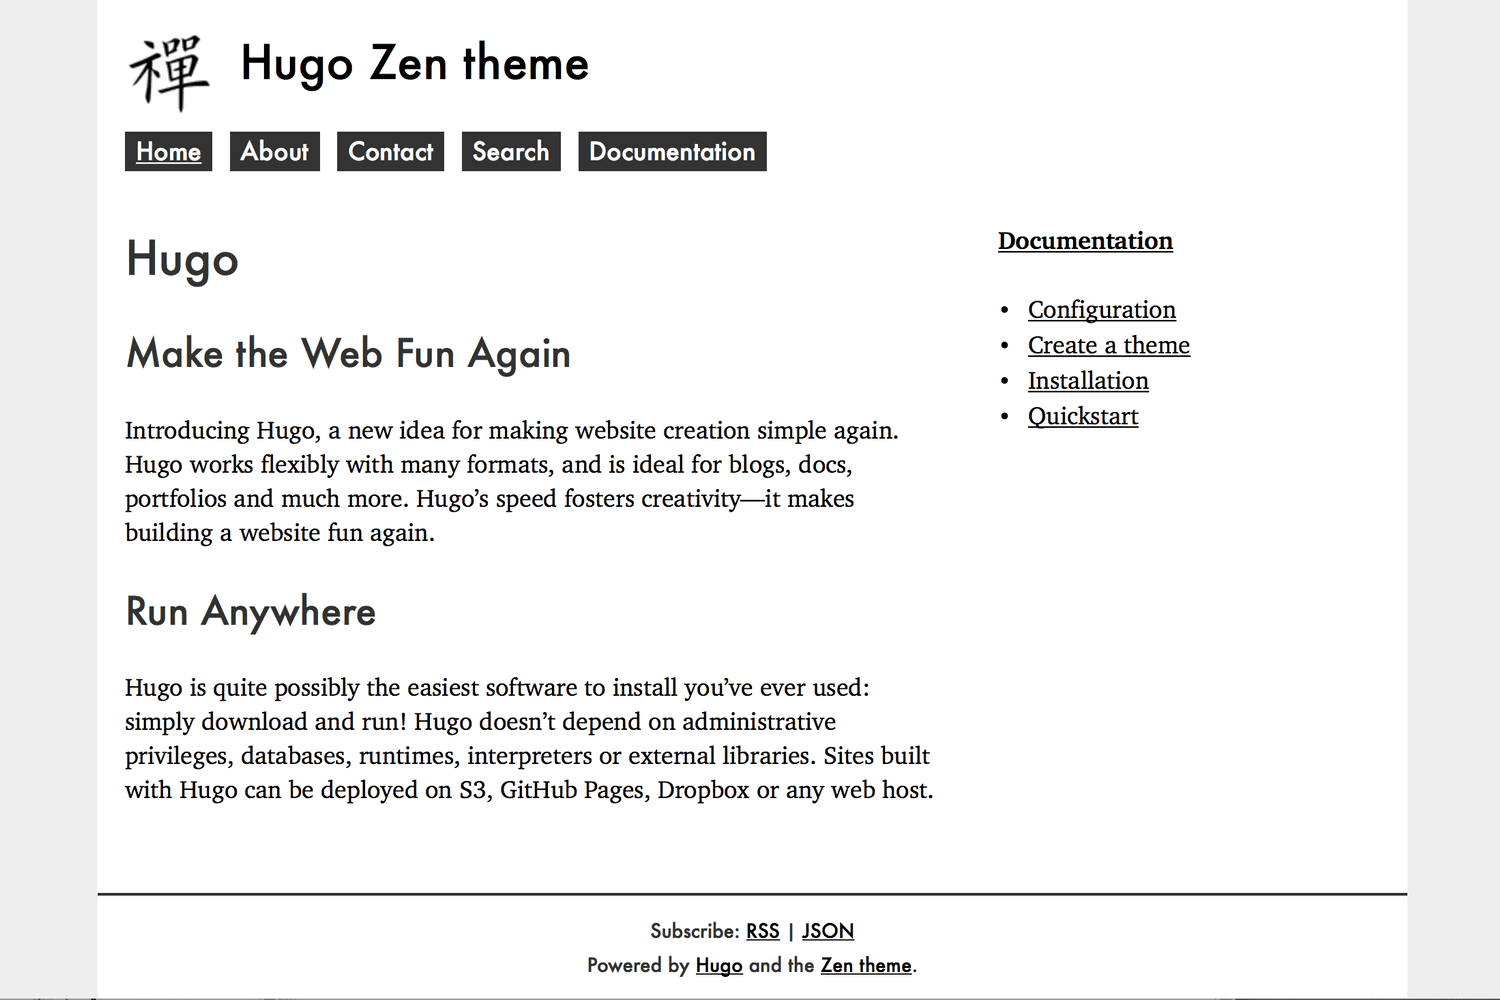 禪 Hugo Zen theme
Home About Contact Search Documentation
Hugo
Make the Web Fun Again
Introducing Hugo, a new idea for making website creation simple again.
Hugo works flexibly with many formats, and is ideal for blogs, docs,
portfolios and much more. Hugo’s speed fosters creativity—it makes
building a website fun again.
Run Anywhere
Hugo is quite possibly the easiest software to install you’ve ever used:
simply download and run! Hugo doesn’t depend on administrative
privileges, databases, runtimes, interpreters or external libraries. Sites built
with Hugo can be deployed on S3, GitHub Pages, Dropbox or any web host.
Documentation
• Configuration
• Create a theme
• Installation
• Quickstart
Subscribe: RSS | JSON
Powered by Hugo and the Zen theme.